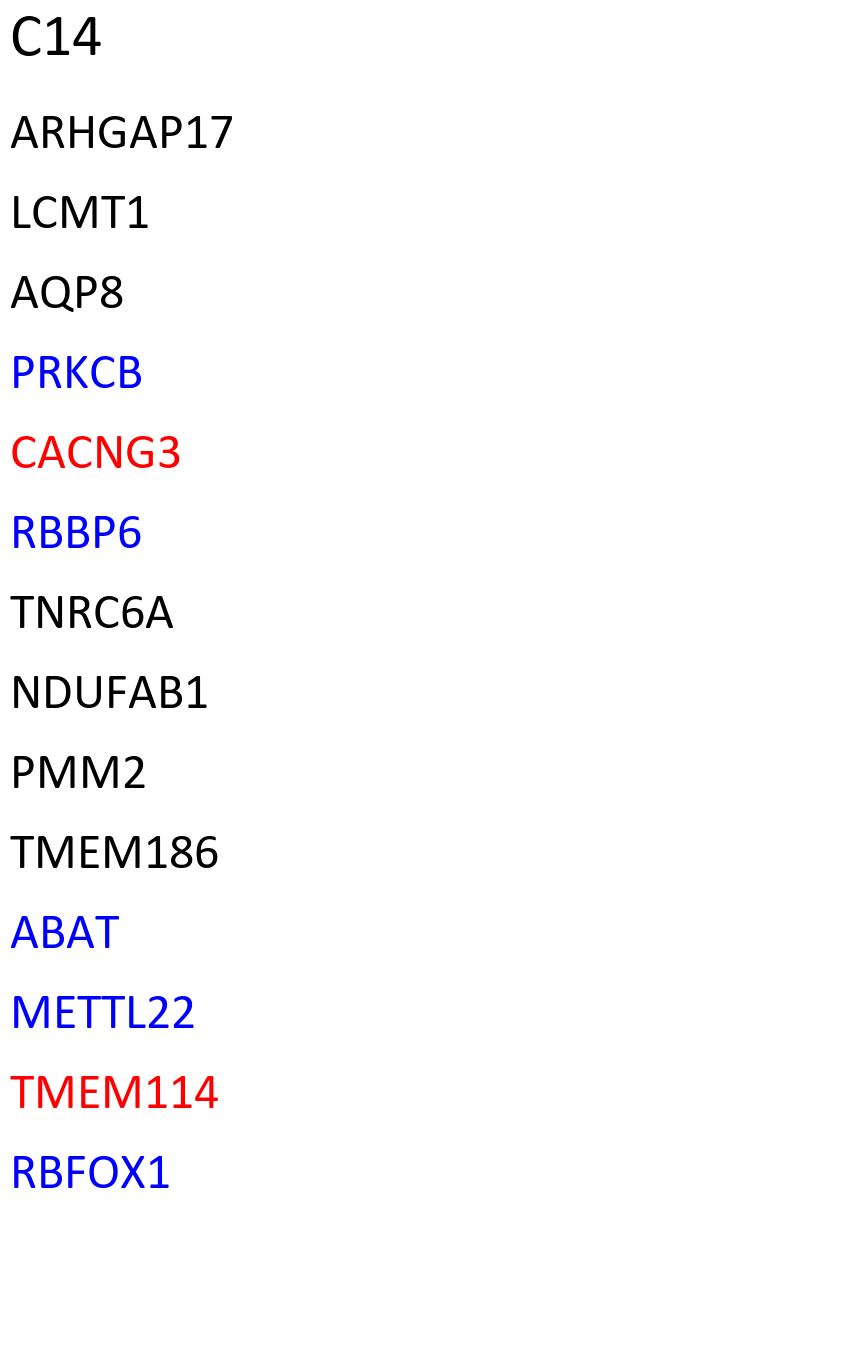 C14
ARHGAP17
LCMT1
AQP8
PRKCB
CACNG3
RBBP6
TNRC6A
NDUFAB1
PMM2
TMEM186
ABAT
METTL22
TMEM114
RBFOX1